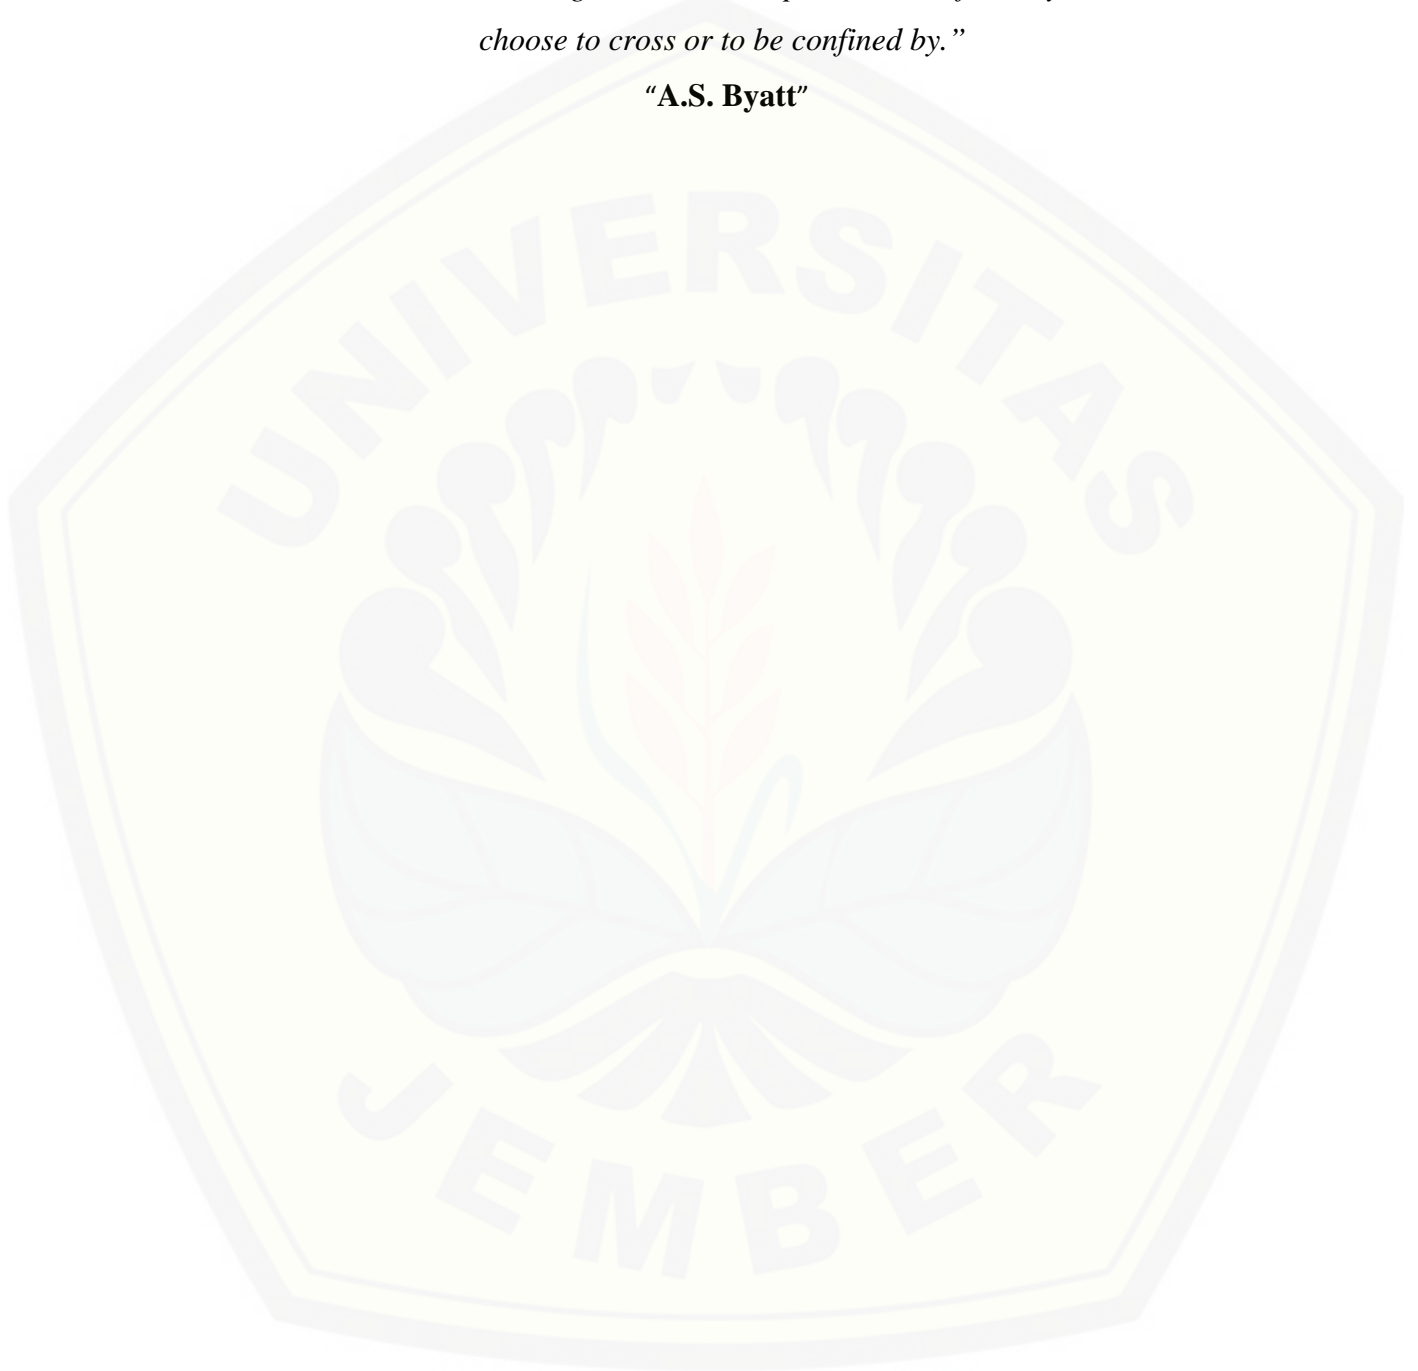 choose to cross or to be confined by.”
“A.S. Byatt”
UNIVERSITAS
JEMBER